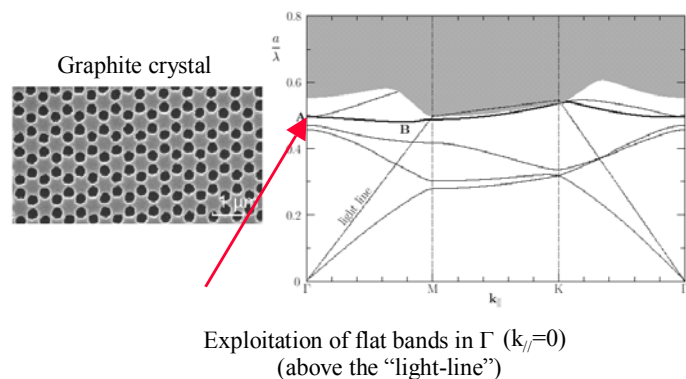 Graphite crystal
1 μm
a
λ
0.8
0.6
A
B
0.4
0.2
0
light line
Γ
M
K
Γ
k∥
Exploitation of flat bands in Γ (k//=0)
(above the “light-line”)